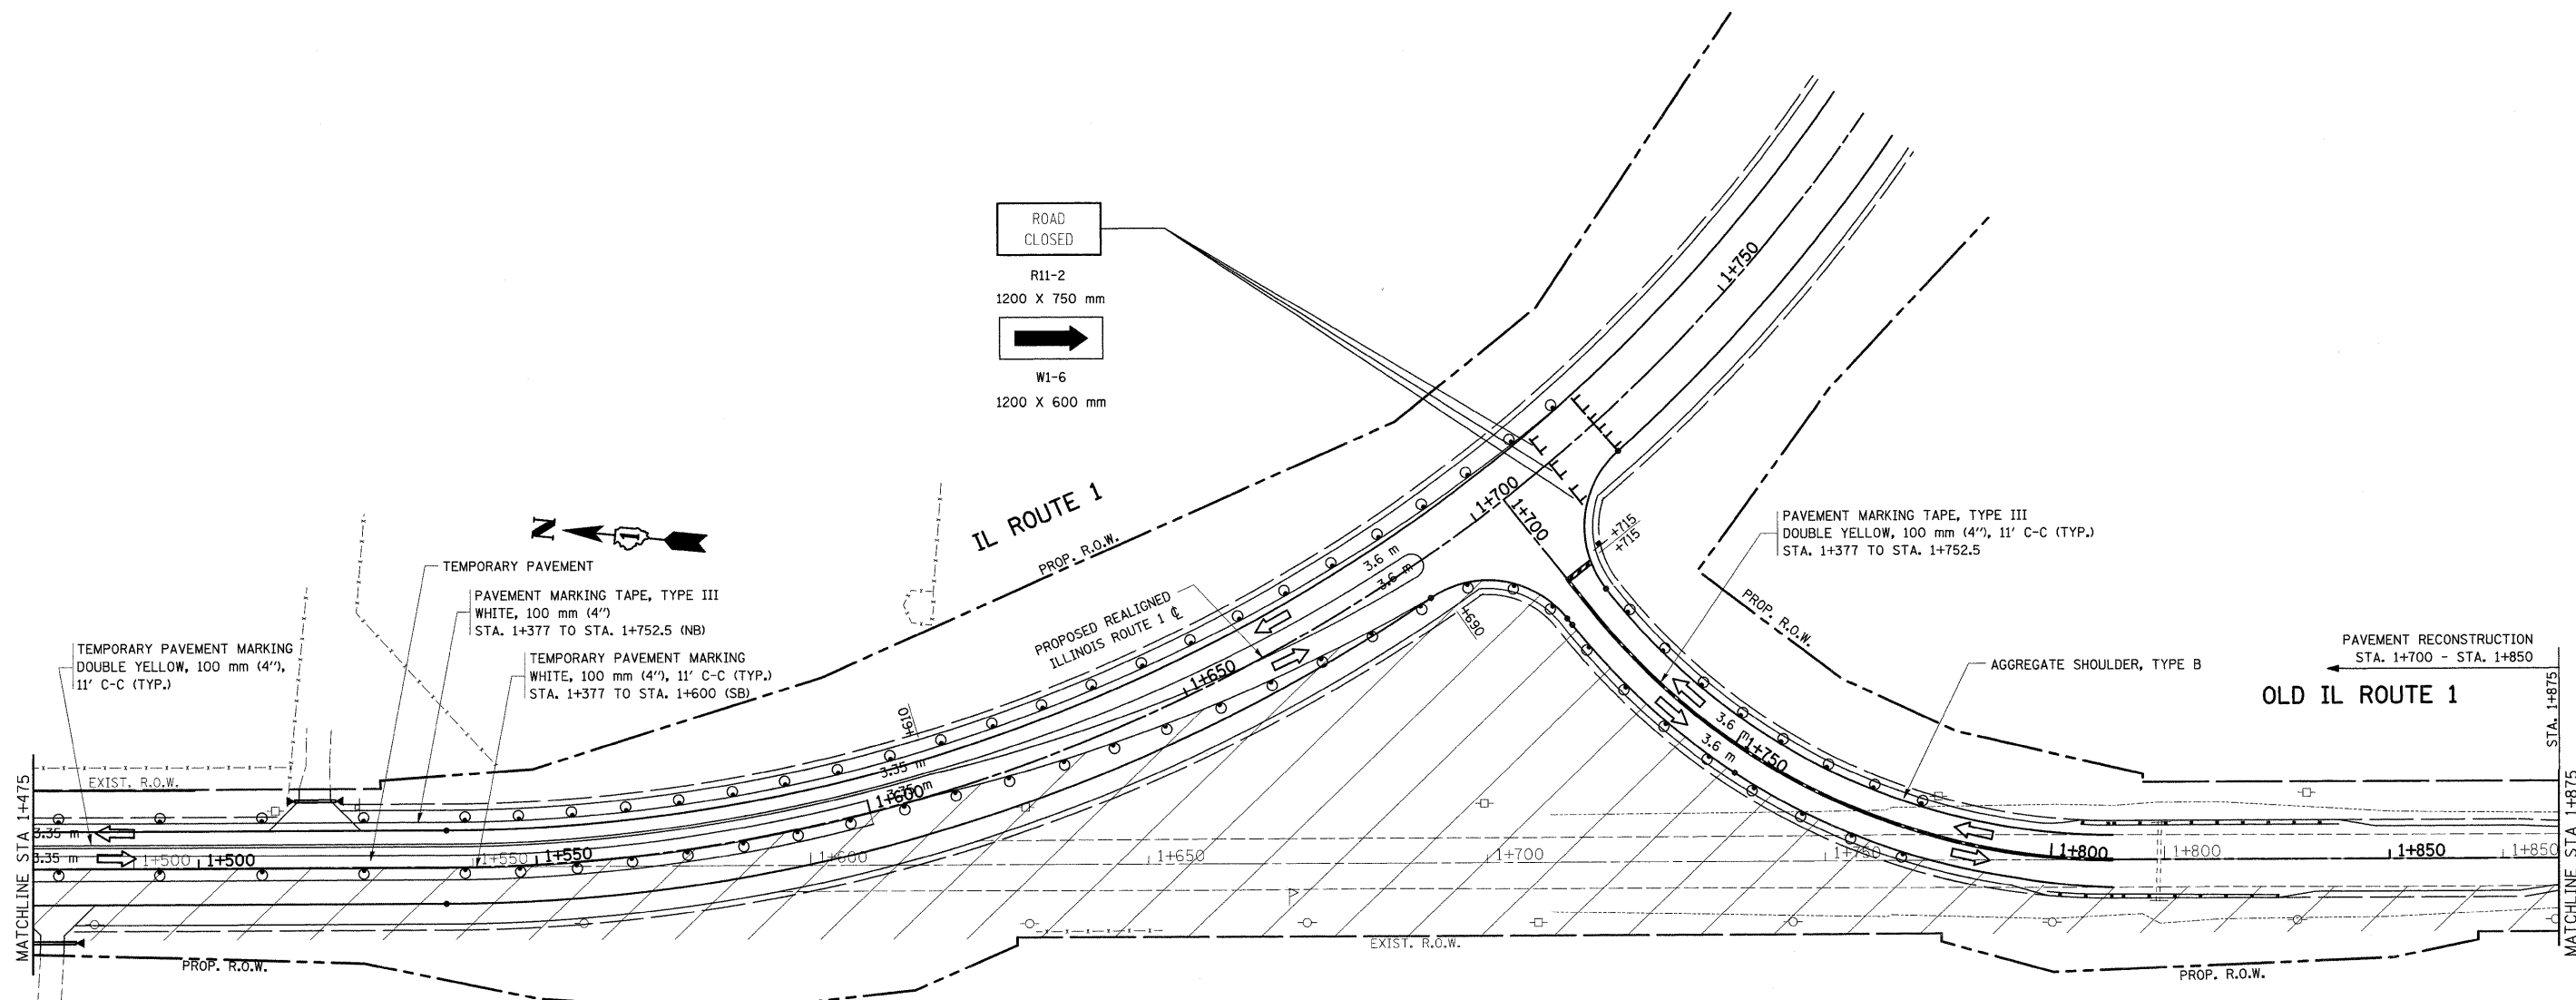 ROAD
CLOSED
R11-2
1200 X 750 mm
W1-6
1200 X 600 mm
N
1
IL ROUTE 1
PROP. R.O.W.
TEMPORARY PAVEMENT
PAVEMENT MARKING TAPE, TYPE III
WHITE, 100 mm (4")
STA. 1+377 TO STA. 1+752.5 (NB)
TEMPORARY PAVEMENT MARKING
DOUBLE YELLOW, 100 mm (4"),
11' C-C (TYP.)
TEMPORARY PAVEMENT MARKING
WHITE, 100 mm (4"), 11' C-C (TYP.)
STA. 1+377 TO STA. 1+600 (SB)
PROPOSED REALIGNED
ILLINOIS ROUTE 1 ℄
PAVEMENT MARKING TAPE, TYPE III
DOUBLE YELLOW, 100 mm (4"), 11' C-C (TYP.)
STA. 1+377 TO STA. 1+752.5
PROP. R.O.W.
AGGREGATE SHOULDER, TYPE B
PAVEMENT RECONSTRUCTION
STA. 1+700 - STA. 1+850
OLD IL ROUTE 1
STA. 1+875
MATCHLINE STA 1+475
MATCHLINE STA 1+875
EXIST. R.O.W.
3.35 m
3.35 m
3.35 m
3.35 m
3.6 m
3.6 m
3.6 m
3.6 m
+610
+690
+715
+715
1+750
1+700
1+700
1+650
1+600
1+750
1+500
1+500
1+550
1+550
1+600
1+650
1+700
1+750
1+800
1+800
1+850
1+850
P
PROP. R.O.W.
EXIST. R.O.W.
PROP. R.O.W.